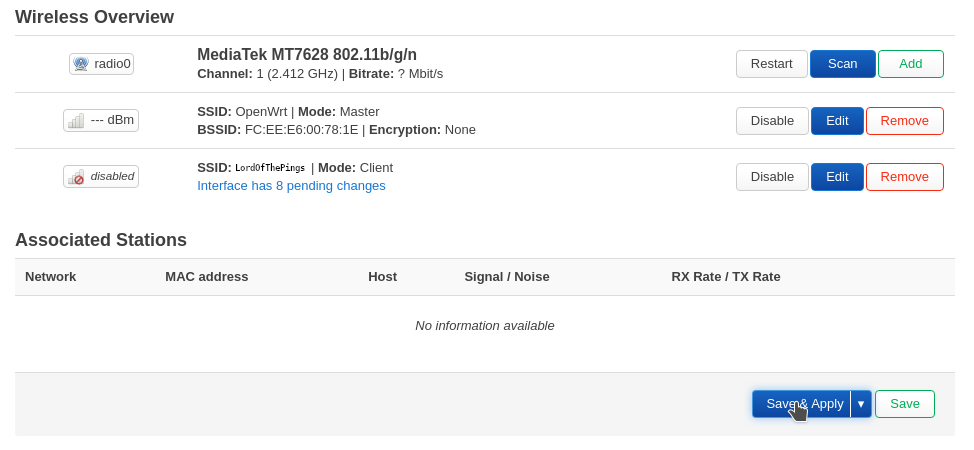 Wireless Overview
radio0
MediaTek MT7628 802.11b/g/n
Channel: 1 (2.412 GHz) | Bitrate: ? Mbit/s
Restart Scan Add
--- dBm
SSID: OpenWrt | Mode: Master
BSSID: FC:EE:E6:00:78:1E | Encryption: None
Disable Edit Remove
disabled
SSID: LordOfThePings | Mode: Client
Interface has 8 pending changes
Disable Edit Remove
Associated Stations
Network MAC address Host Signal / Noise RX Rate / TX Rate
No information available
Save & Apply ▾ Save